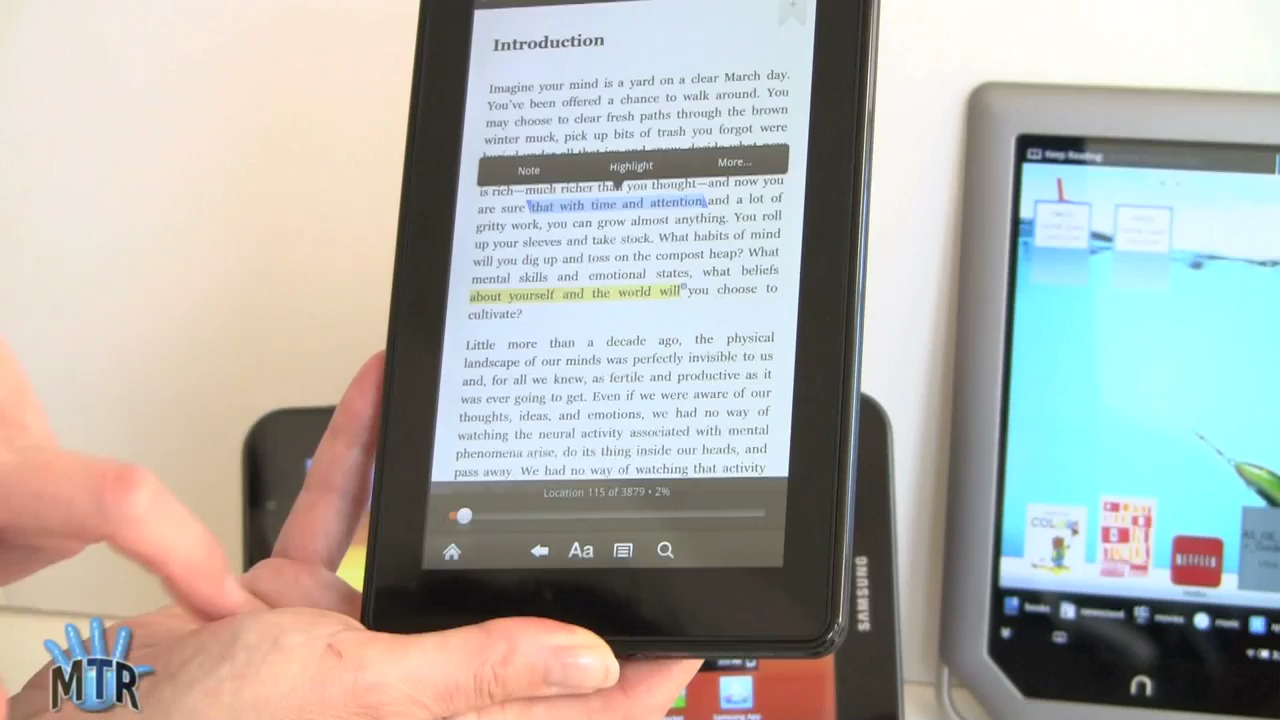 Introduction
Imagine your mind is a yard on a clear March day.
You've been offered a chance to walk around. You
may choose to clear fresh paths through the brown
winter muck, pick up bits of trash you forgot were
Note Highlight More...
is rich—much richer than you thought—and now you
are sure that with time and attention and a lot of
gritty work, you can grow almost anything. You roll
up your sleeves and take stock. What habits of mind
will you dig up and toss on the compost heap? What
mental skills and emotional states, what beliefs
about yourself and the world will you choose to
cultivate?
Little more than a decade ago, the physical
landscape of our minds was perfectly invisible to us
and, for all we knew, as fertile and productive as it
was ever going to get. Even if we were aware of our
thoughts, ideas, and emotions, we had no way of
watching the neural activity associated with mental
phenomena arise, do its thing inside our heads, and
pass away. We had no way of watching that activity
Location 115 of 3879 • 2%
Aa
SAMSUNG
Samsung App
Keep Reading
NETFLIX
books
movies
music
MTR